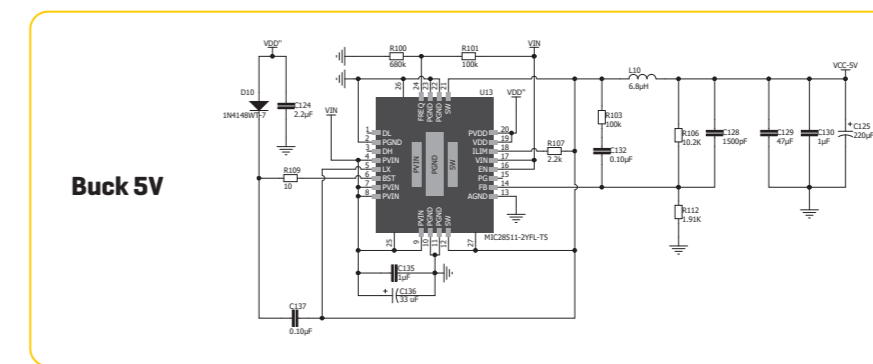 Buck 5V
VDD"
D10
1N4148WT-7
C124
2.2µF
R100
680k
R101
100k
VIN
VIN
R109
10
C137
0.10µF
26
24
23
22
21
FREQ
PGND
PGND
SW
U13
VDD"
1 DL
2 PGND
3 DH
4 PVIN
5 LX
6 BST
7 PVIN
8 PVIN
PVIN
PGND
SW
PVDD 20
VDD 19
ILIM 18
VIN 17
EN 16
PG 15
FB 14
AGND 13
MIC28511-2YFL-T5
PVIN
PGND
PGND
SW
25
9
10
11
12
27
C135
1µF
+
C136
33 uF
R107
2.2k
R103
100k
C132
0.10µF
L10
6.8µH
R106
10.2K
C128
1500pF
R112
1.91K
C129
47µF
C130
1µF
VCC-5V
+
C125
220µF